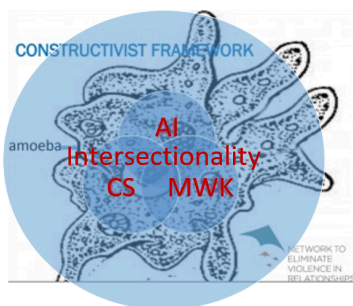 CONSTRUCTIVIST FRAMEWORK
AI
amoeba
Intersectionality
CS MWK
NETWORK TO
ELIMINATE
VIOLENCE IN
RELATIONSHIPS